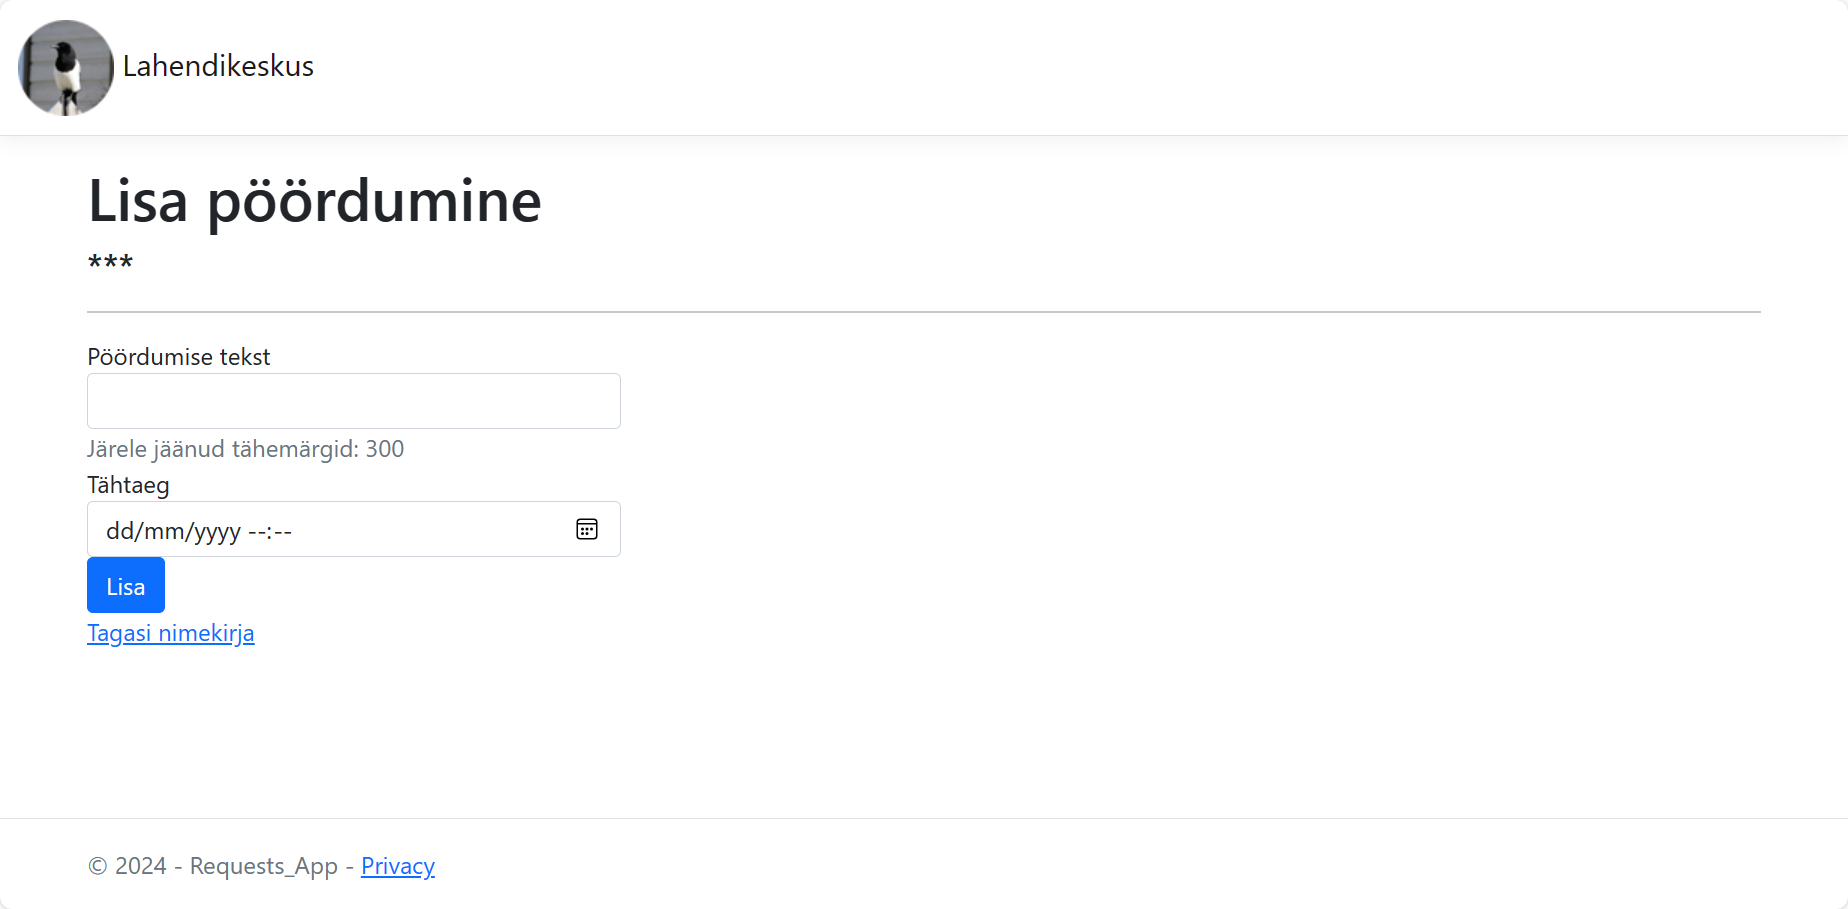 Lahendikeskus
Lisa pöördumine
***
Pöördumise tekst
Järele jäänud tähemärgid: 300
Tähtaeg
dd/mm/yyyy --:--
Lisa
Tagasi nimekirja
© 2024 - Requests_App - Privacy